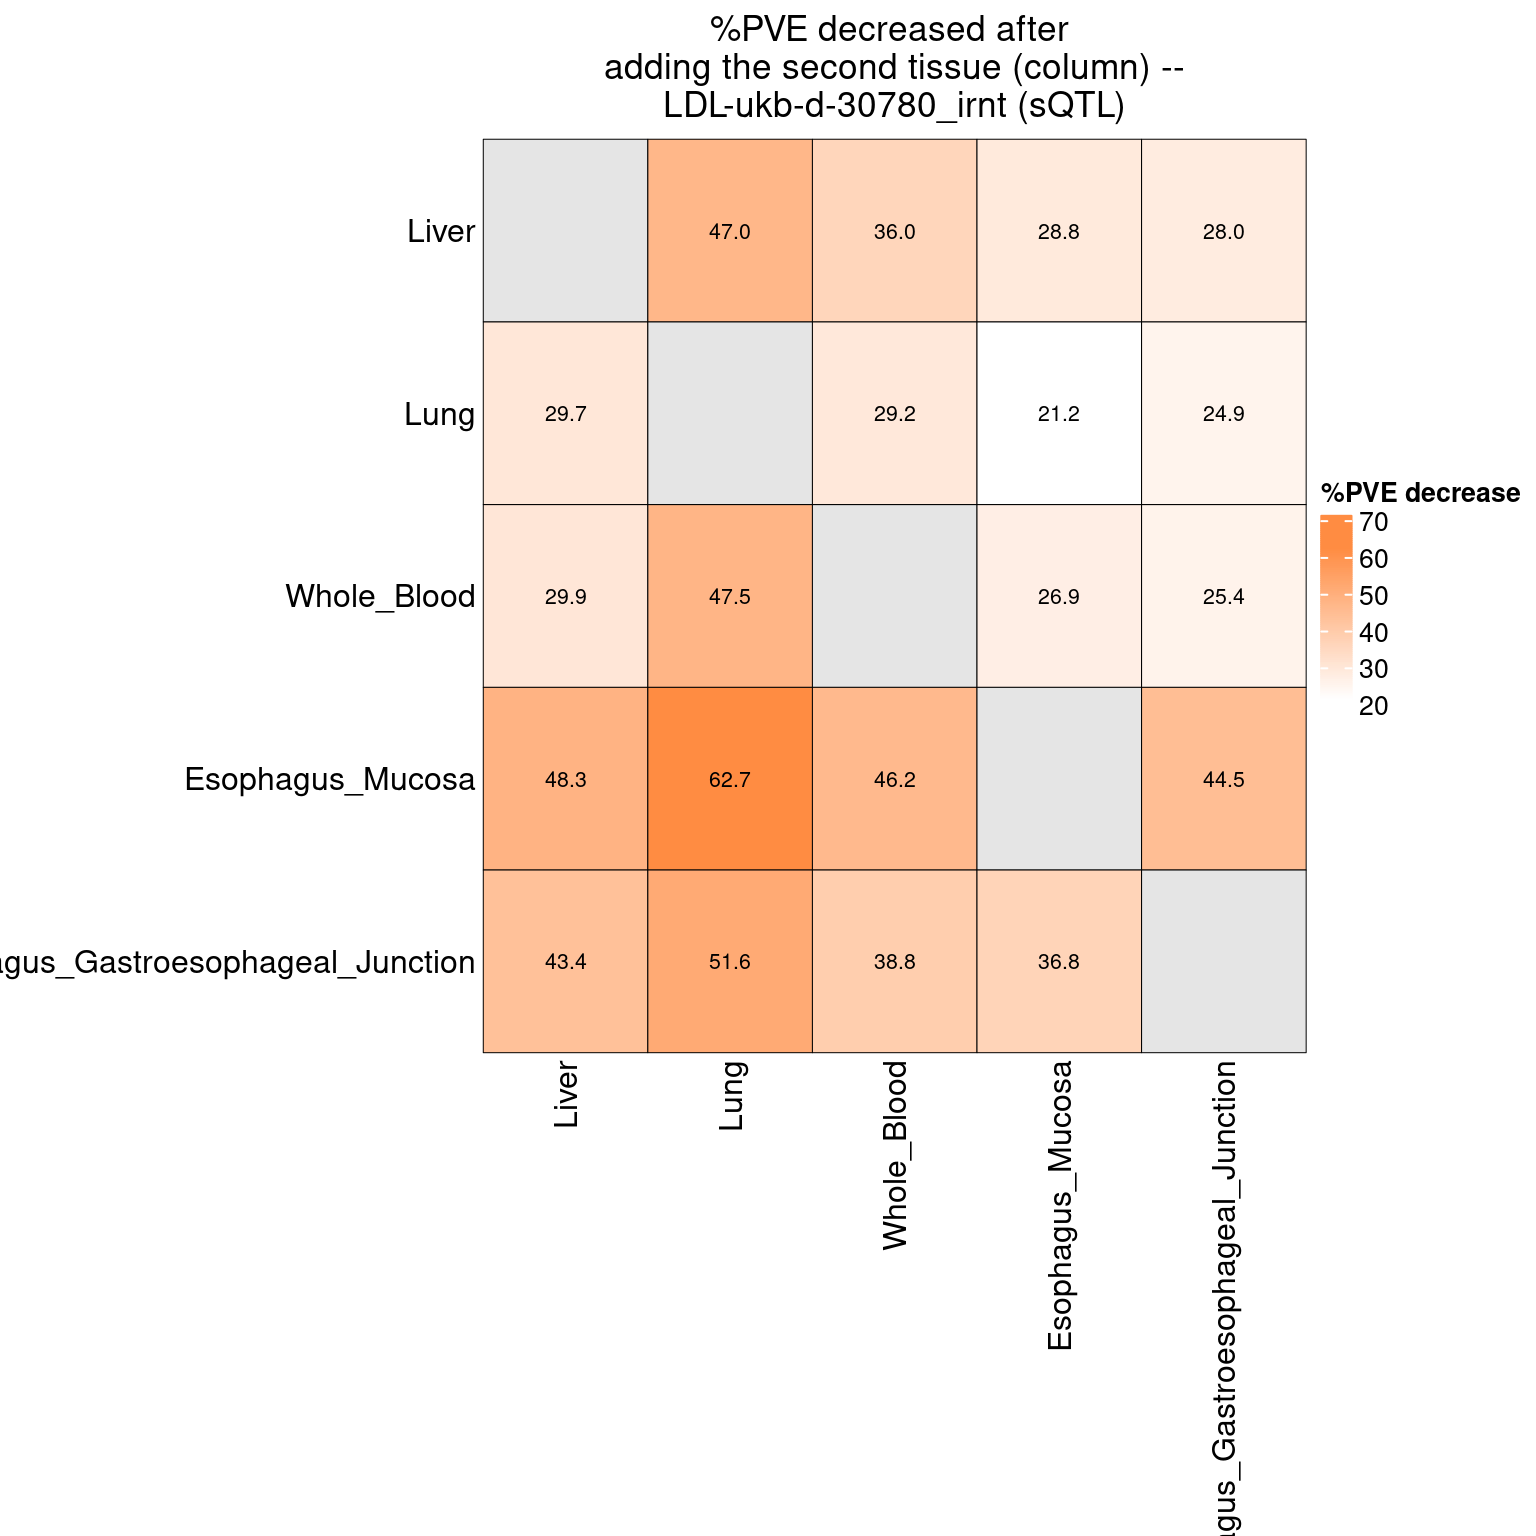 %PVE decreased after
adding the second tissue (column) --
LDL-ukb-d-30780_irnt (sQTL)
Liver 47.0 36.0 28.8 28.0
Lung 29.7 29.2 21.2 24.9
Whole_Blood 29.9 47.5 26.9 25.4
Esophagus_Mucosa 48.3 62.7 46.2 44.5
agus_Gastroesophageal_Junction 43.4 51.6 38.8 36.8
%PVE decrease
70
60
50
40
30
20
Liver
Lung
Whole_Blood
Esophagus_Mucosa
agus_Gastroesophageal_Junction